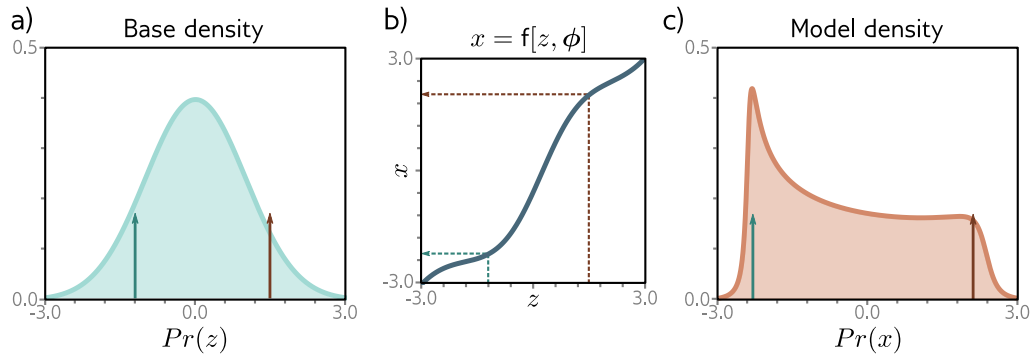 a) Base density
0.5
0.0
-3.0 0.0 3.0
Pr(z)
b)
x = f[z, ϕ]
3.0
x
-3.0
-3.0 z 3.0
c) Model density
0.5
0.0
-3.0 0.0 3.0
Pr(x)